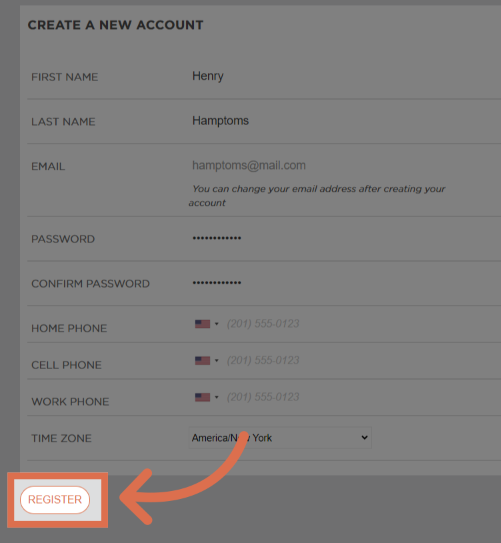 CREATE A NEW ACCOUNT
FIRST NAME Henry
LAST NAME Hamptoms
EMAIL hamptoms@mail.com
You can change your email address after creating your
account
PASSWORD ••••••••••••
CONFIRM PASSWORD ••••••••••••
HOME PHONE (201) 555-0123
CELL PHONE (201) 555-0123
WORK PHONE (201) 555-0123
TIME ZONE America/New York
REGISTER